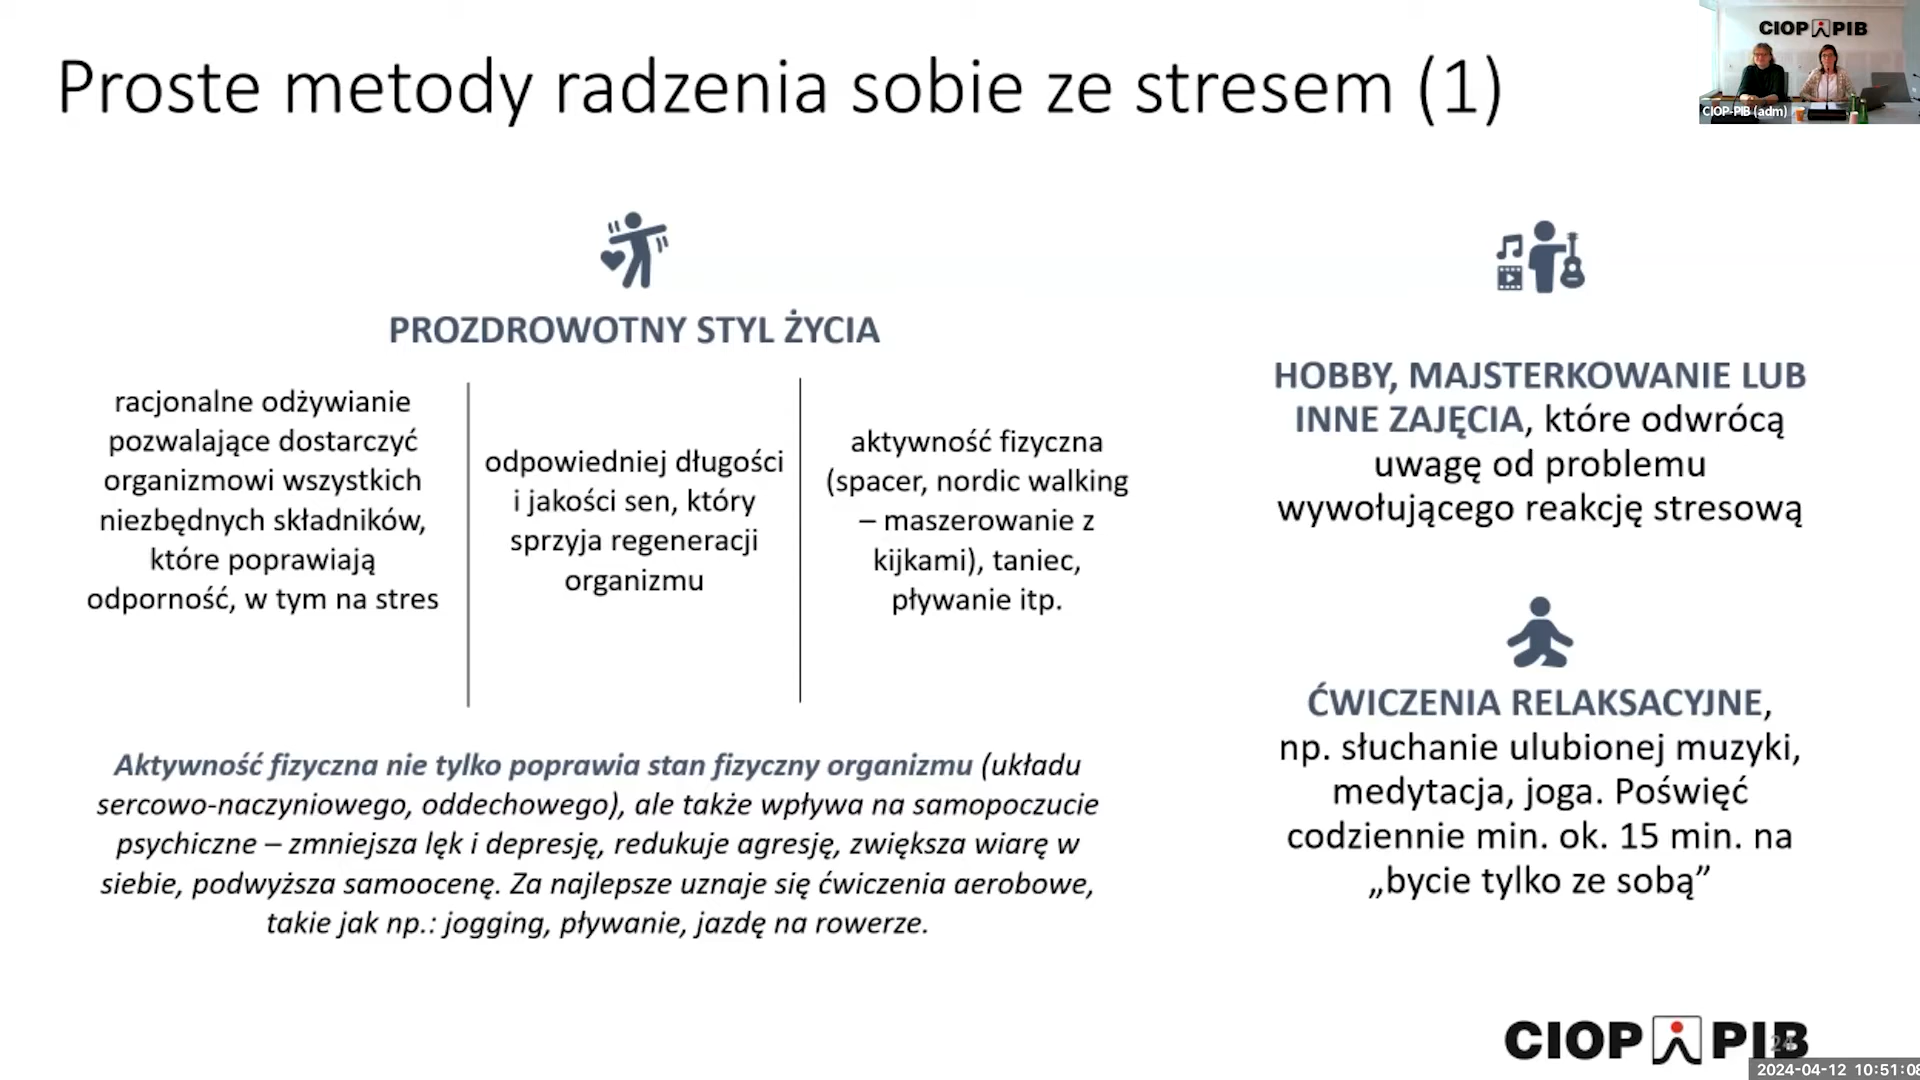 Proste metody radzenia sobie ze stresem (1)
CIOP PIB
CIOP-PIB (adm)
PROZDROWOTNY STYL ŻYCIA
racjonalne odżywianie
pozwalające dostarczyć
organizmowi wszystkich
niezbędnych składników,
które poprawiają
odporność, w tym na stres
odpowiedniej długości
i jakości sen, który
sprzyja regeneracji
organizmu
aktywność fizyczna
(spacer, nordic walking
– maszerowanie z
kijkami), taniec,
pływanie itp.
Aktywność fizyczna nie tylko poprawia stan fizyczny organizmu (układu
sercowo-naczyniowego, oddechowego), ale także wpływa na samopoczucie
psychiczne – zmniejsza lęk i depresję, redukuje agresję, zwiększa wiarę w
siebie, podwyższa samoocenę. Za najlepsze uznaje się ćwiczenia aerobowe,
takie jak np.: jogging, pływanie, jazdę na rowerze.
HOBBY, MAJSTERKOWANIE LUB
INNE ZAJĘCIA, które odwrócą
uwagę od problemu
wywołującego reakcję stresową
ĆWICZENIA RELAKSACYJNE,
np. słuchanie ulubionej muzyki,
medytacja, joga. Poświęć
codziennie min. ok. 15 min. na
„bycie tylko ze sobą”
CIOP PIB
24
2024-04-12 10:51:08